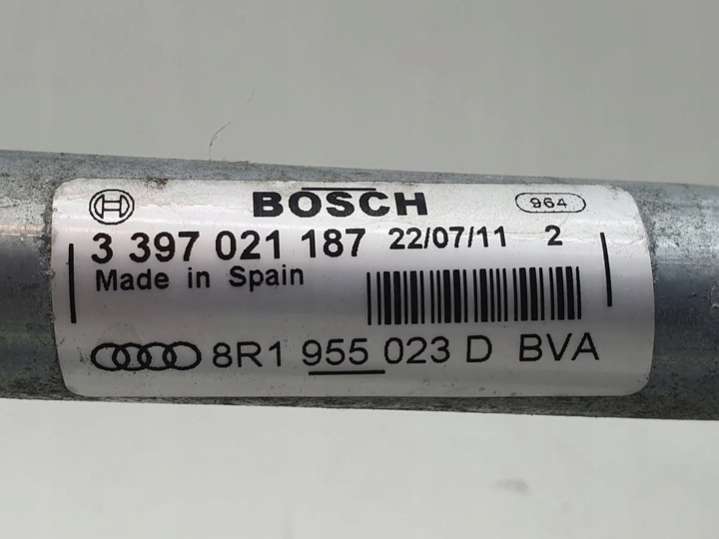 BOSCH 964
3 397 021 187 22/07/11 2
Made in Spain
8R1 955 023 D BVA